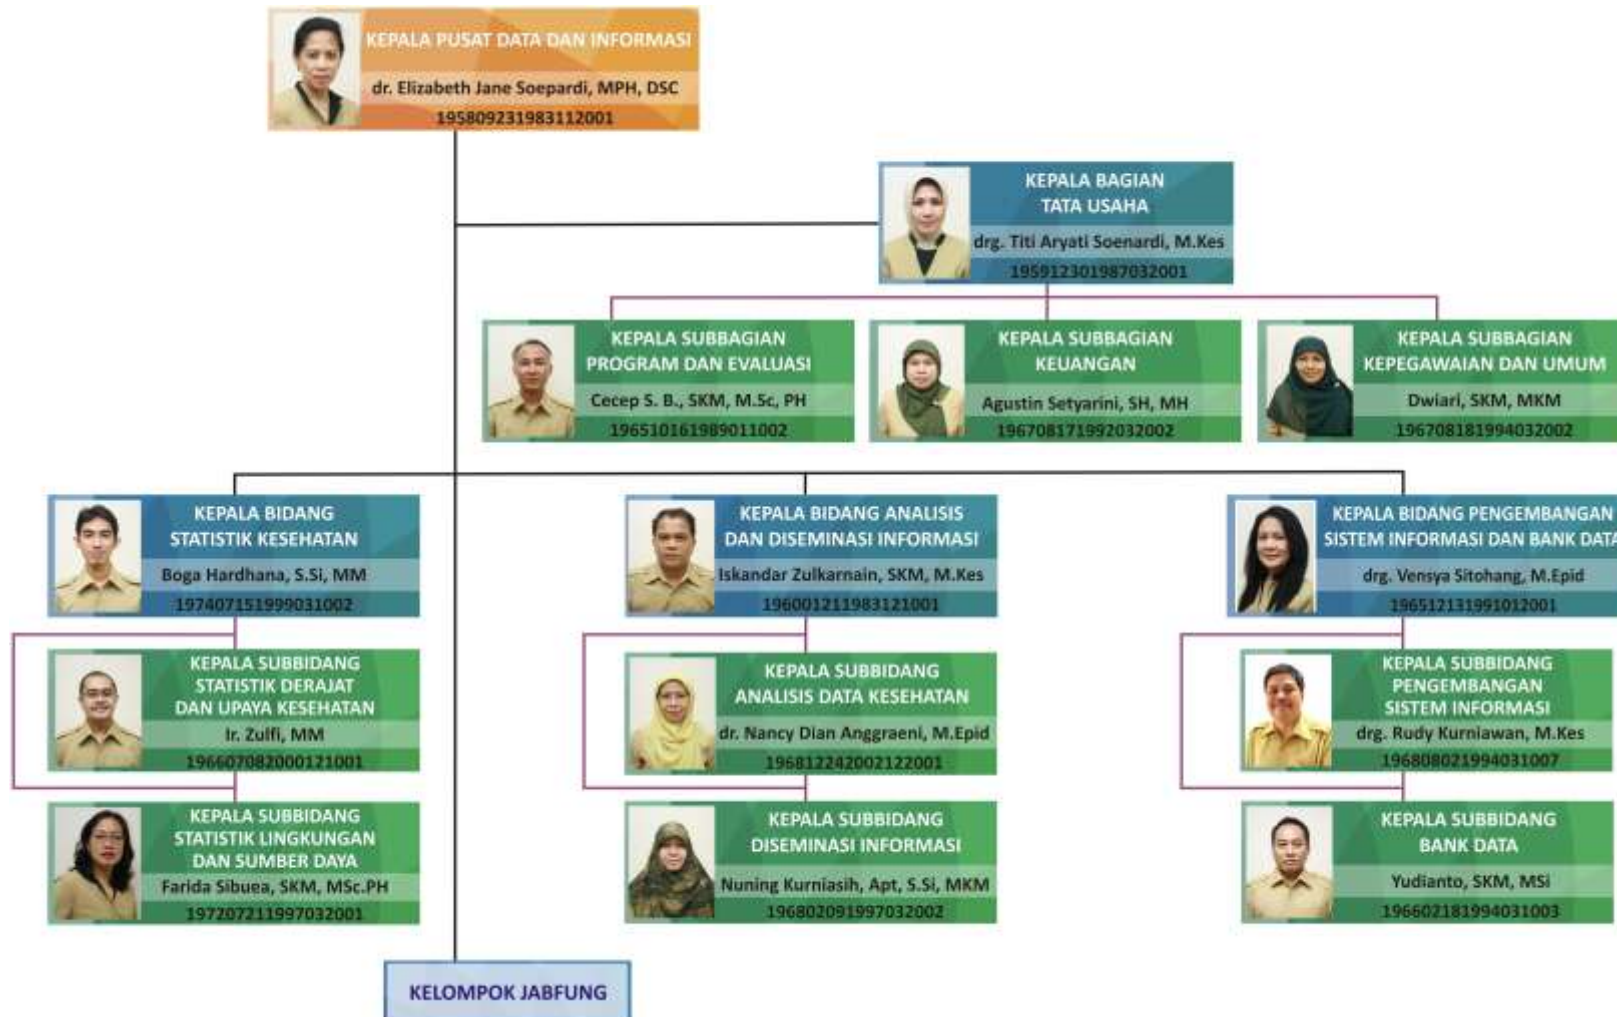 KEPALA PUSAT DATA DAN INFORMASI
dr. Elizabeth Jane Soepardi, MPH, DSC
195809231983112001
KEPALA BAGIAN
TATA USAHA
drg. Titi Aryati Soenardi, M.Kes
195912301987032001
KEPALA SUBBAGIAN
PROGRAM DAN EVALUASI
Cecep S. B., SKM, M.Sc, PH
196510161989011002
KEPALA SUBBAGIAN
KEUANGAN
Agustin Setyarini, SH, MH
196708171992032002
KEPALA SUBBAGIAN
KEPEGAWAIAN DAN UMUM
Dwiari, SKM, MKM
196708181994032002
KEPALA BIDANG
STATISTIK KESEHATAN
Boga Hardhana, S.Si, MM
197407151999031002
KEPALA BIDANG ANALISIS
DAN DISEMINASI INFORMASI
Iskandar Zulkarnain, SKM, M.Kes
196001211983121001
KEPALA BIDANG PENGEMBANGAN
SISTEM INFORMASI DAN BANK DATA
drg. Vensya Sitohang, M.Epid
196512131991012001
KEPALA SUBBIDANG
STATISTIK DERAJAT
DAN UPAYA KESEHATAN
Ir. Zulfi, MM
196607082000121001
KEPALA SUBBIDANG
ANALISIS DATA KESEHATAN
dr. Nancy Dian Anggraeni, M.Epid
196812242002122001
KEPALA SUBBIDANG
PENGEMBANGAN
SISTEM INFORMASI
drg. Rudy Kurniawan, M.Kes
196808021994031007
KEPALA SUBBIDANG
STATISTIK LINGKUNGAN
DAN SUMBER DAYA
Farida Sibuea, SKM, MSc.PH
197207211997032001
KEPALA SUBBIDANG
DISEMINASI INFORMASI
Nuning Kurniasih, Apt, S.Si, MKM
196802091997032002
KEPALA SUBBIDANG
BANK DATA
Yudianto, SKM, MSi
196602181994031003
KELOMPOK JABFUNG